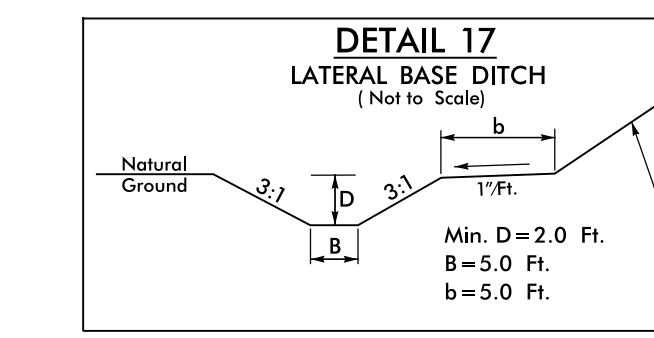 DETAIL 17
LATERAL BASE DITCH
( Not to Scale)
b
Natural
Ground
3:1
D
3:1
1"/Ft.
B
Min. D=2.0 Ft.
B=5.0 Ft.
b=5.0 Ft.